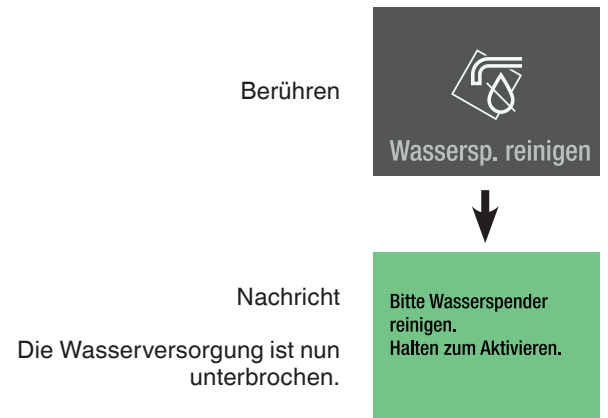 Berühren
Wassersp. reinigen
Nachricht
Die Wasserversorgung ist nun
unterbrochen.
Bitte Wasserspender
reinigen.
Halten zum Aktivieren.